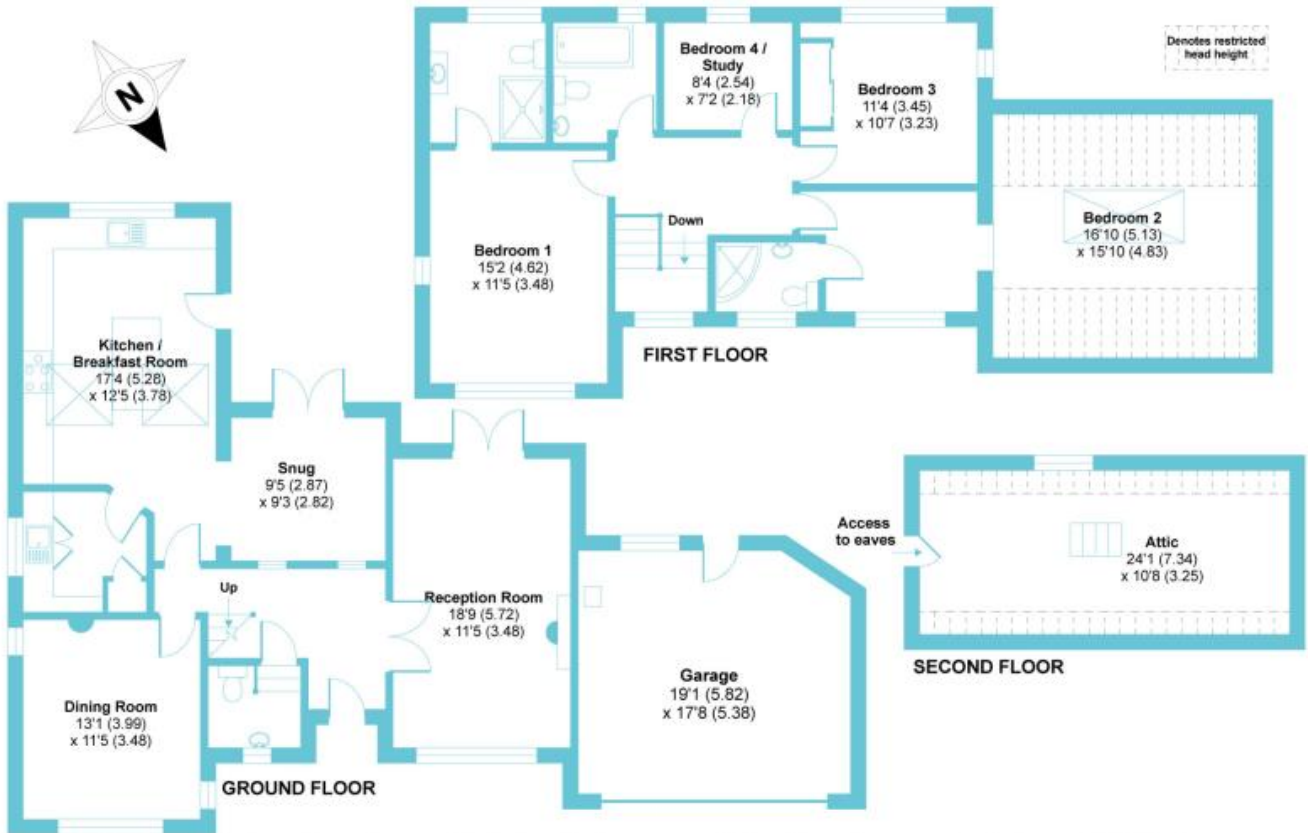 N
Bedroom 4 /
Study
8'4 (2.54)
x 7'2 (2.18)
Bedroom 3
11'4 (3.45)
x 10'7 (3.23)
Denotes restricted
head height
Bedroom 1
15'2 (4.62)
x 11'5 (3.48)
Down
Bedroom 2
16'10 (5.13)
x 15'10 (4.83)
FIRST FLOOR
Kitchen /
Breakfast Room
17'4 (5.28)
x 12'5 (3.78)
Snug
9'5 (2.87)
x 9'3 (2.82)
Up
Reception Room
18'9 (5.72)
x 11'5 (3.48)
Dining Room
13'1 (3.99)
x 11'5 (3.48)
GROUND FLOOR
Garage
19'1 (5.82)
x 17'8 (5.38)
Access
to eaves
Attic
24'1 (7.34)
x 10'8 (3.25)
SECOND FLOOR